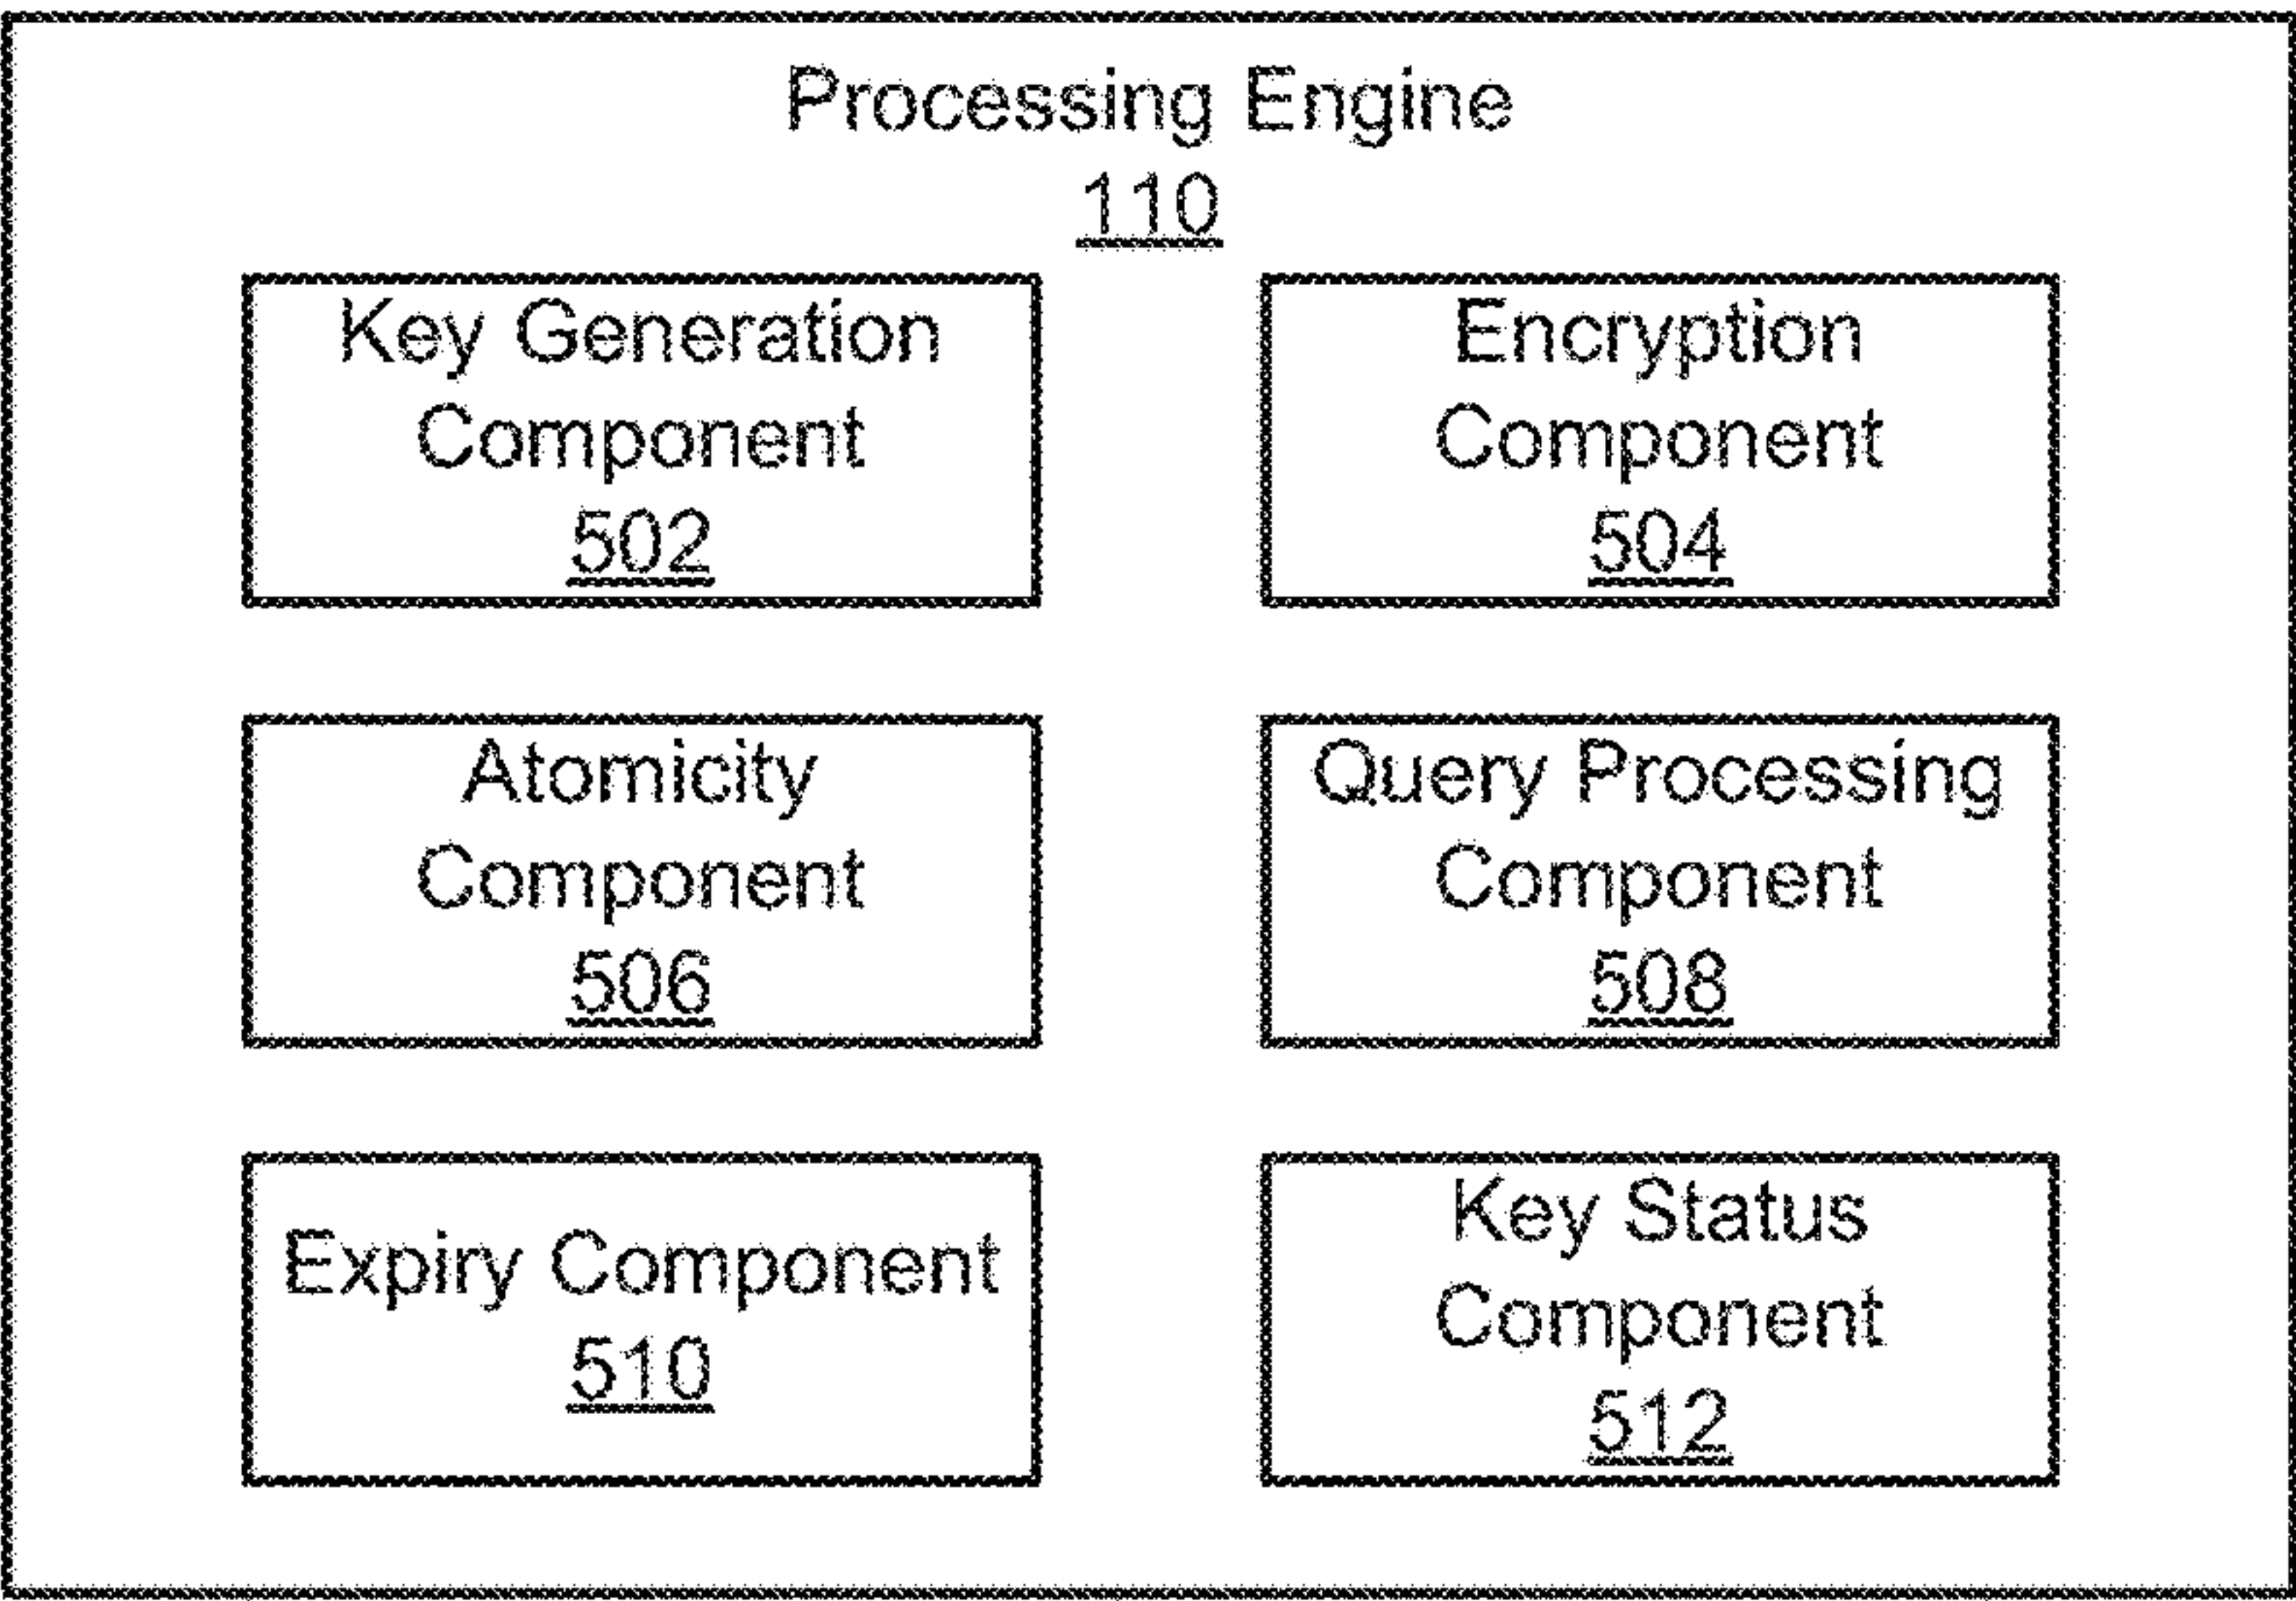 Processing Engine
110
Key Generation
Component
502
Encryption
Component
504
Atomicity
Component
506
Query Processing
Component
508
Expiry Component
510
Key Status
Component
512